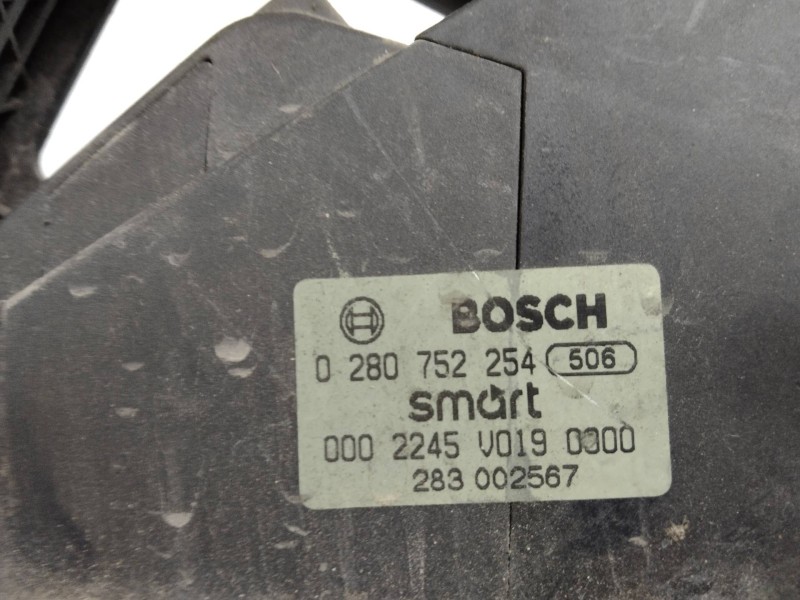 BOSCH
0 280 752 254 506
smart
000 2245 V019 0000
283 002567